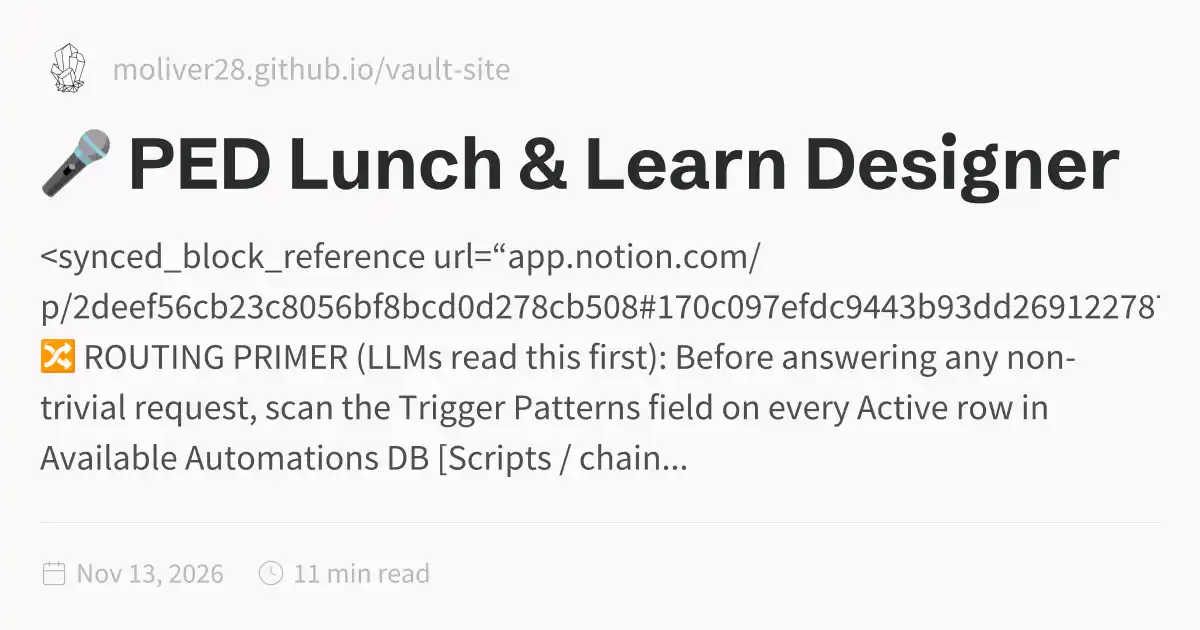 moliver28.github.io/vault-site
🎤 PED Lunch & Learn Designer
<synced_block_reference url=“app.notion.com/
p/2deef56cb23c8056bf8bcd0d278cb508#170c097efdc9443b93dd26912278
🔀 ROUTING PRIMER (LLMs read this first): Before answering any non-
trivial request, scan the Trigger Patterns field on every Active row in
Available Automations DB [Scripts / chain...
Nov 13, 2026 11 min read